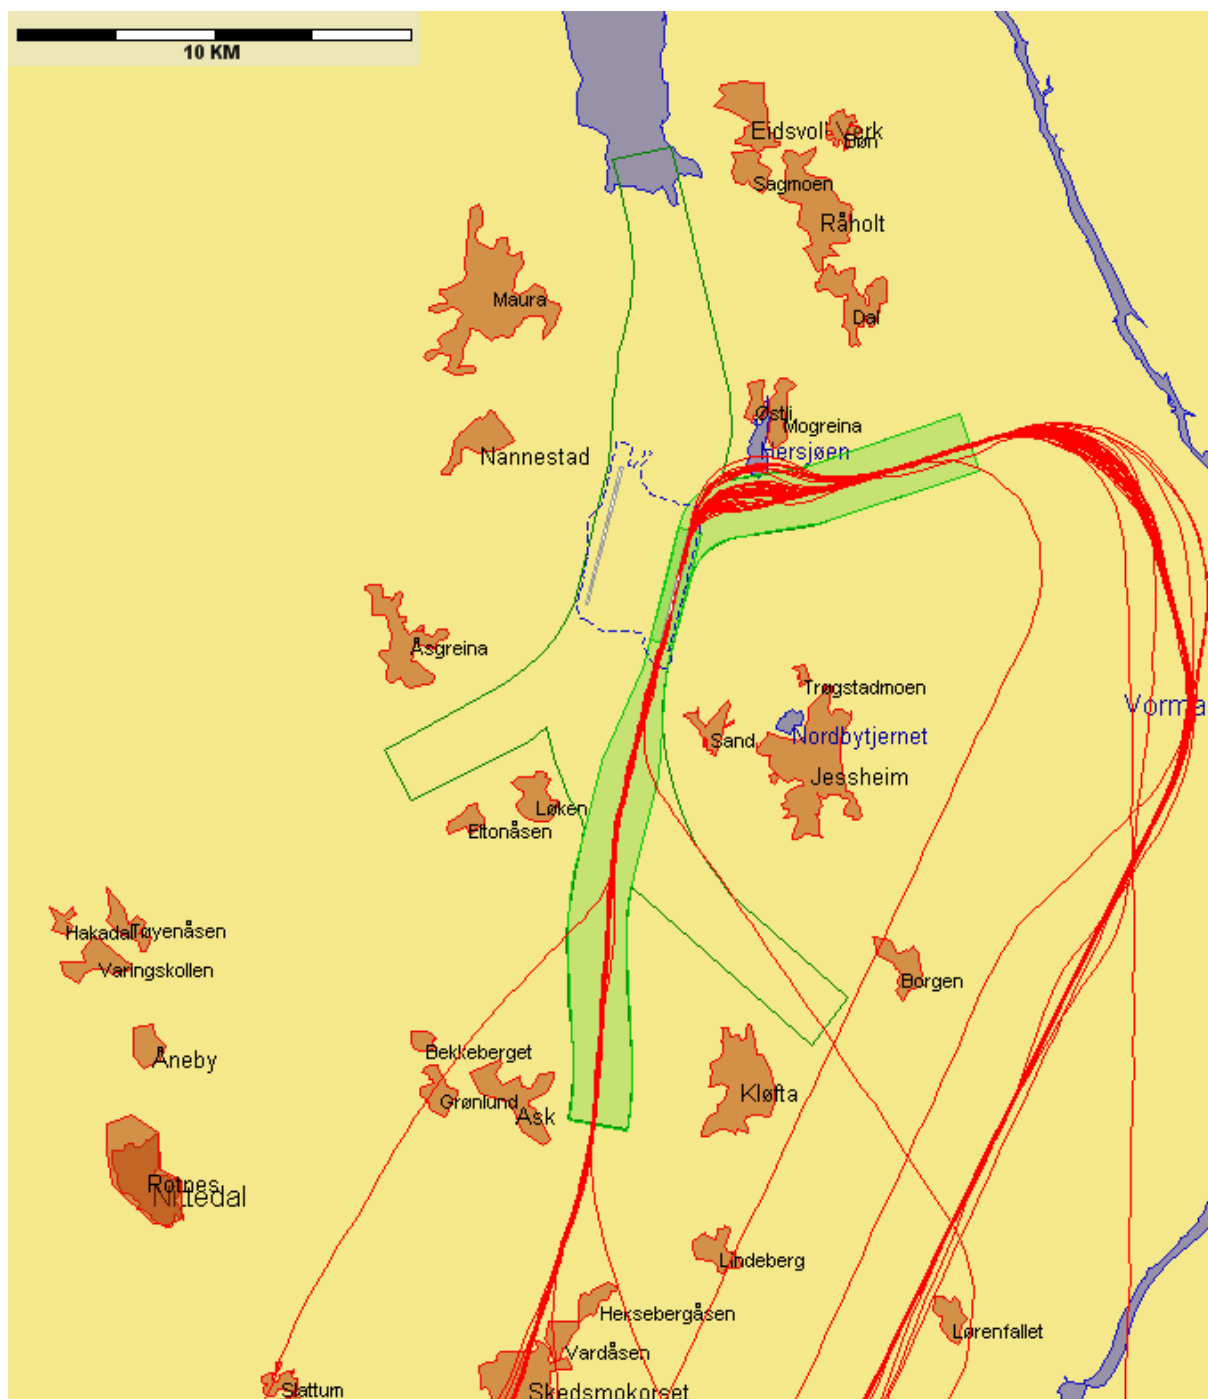 10 KM
Eidsvoll Verk
Bøn
Sagmoen
Råholt
Maura
Dal
Østli
Mogreina
Hersjøen
Nannestad
Åsgreina
Trøgstadmoen
Vorma
Sand
Nordbytjernet
Jessheim
Løken
Eltonåsen
Hakadal
Tøyenåsen
Varingskollen
Borgen
Åneby
Bekkeberget
Grønlund
Ask
Kløfta
Rotnes
Nittedal
Lindeberg
Heksebergåsen
Lørenfallet
Vardåsen
Slattum
Skedsmokorset